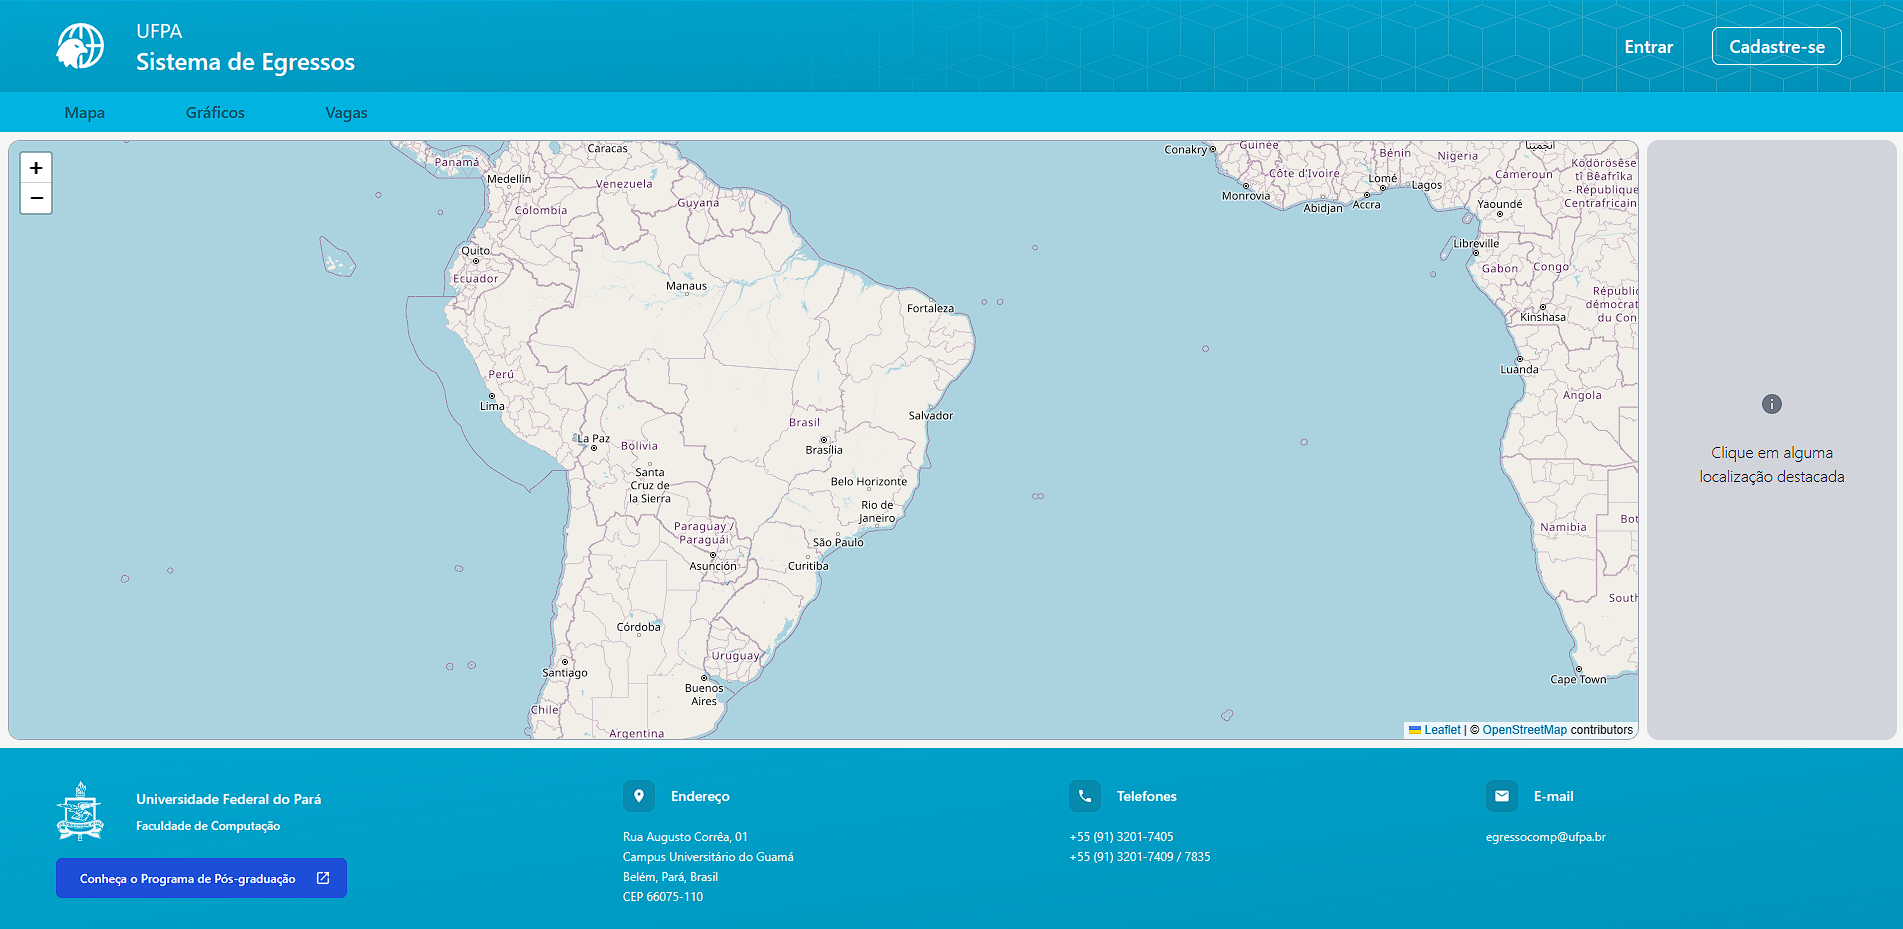 UFPA
Sistema de Egressos
Entrar
Cadastre-se
Mapa
Gráficos
Vagas
+
−
Panamá
Caracas
Medellín
Venezuela
Colombia
Guyana
Quito
Ecuador
Manaus
Fortaleza
Perú
Lima
Salvador
Brasil
Brasília
La Paz
Bolivia
Santa
Cruz de
la Sierra
Belo Horizonte
Rio de
Janeiro
Paraguay /
Paraguái
São Paulo
Asunción
Curitiba
Córdoba
Uruguay
Santiago
Buenos
Aires
Chile
Argentina
Conakry
Guinée
Côte d'Ivoire
Monrovia
Abidjan
Accra
Lomé
Bénin
Lagos
Nigeria
Cameroun
Yaoundé
Ködörösêse
tî Bêafrîka
- République
Centrafricain
Libreville
Gabon
Congo
Républic
démocrat
du Con
Kinshasa
Luanda
Angola
Namibia
Bot
South
Cape Town
Leaflet | © OpenStreetMap contributors
Clique em alguma
localização destacada
Universidade Federal do Pará
Faculdade de Computação
Conheça o Programa de Pós-graduação
Endereço
Rua Augusto Corrêa, 01
Campus Universitário do Guamá
Belém, Pará, Brasil
CEP 66075-110
Telefones
+55 (91) 3201-7405
+55 (91) 3201-7409 / 7835
E-mail
egressocomp@ufpa.br